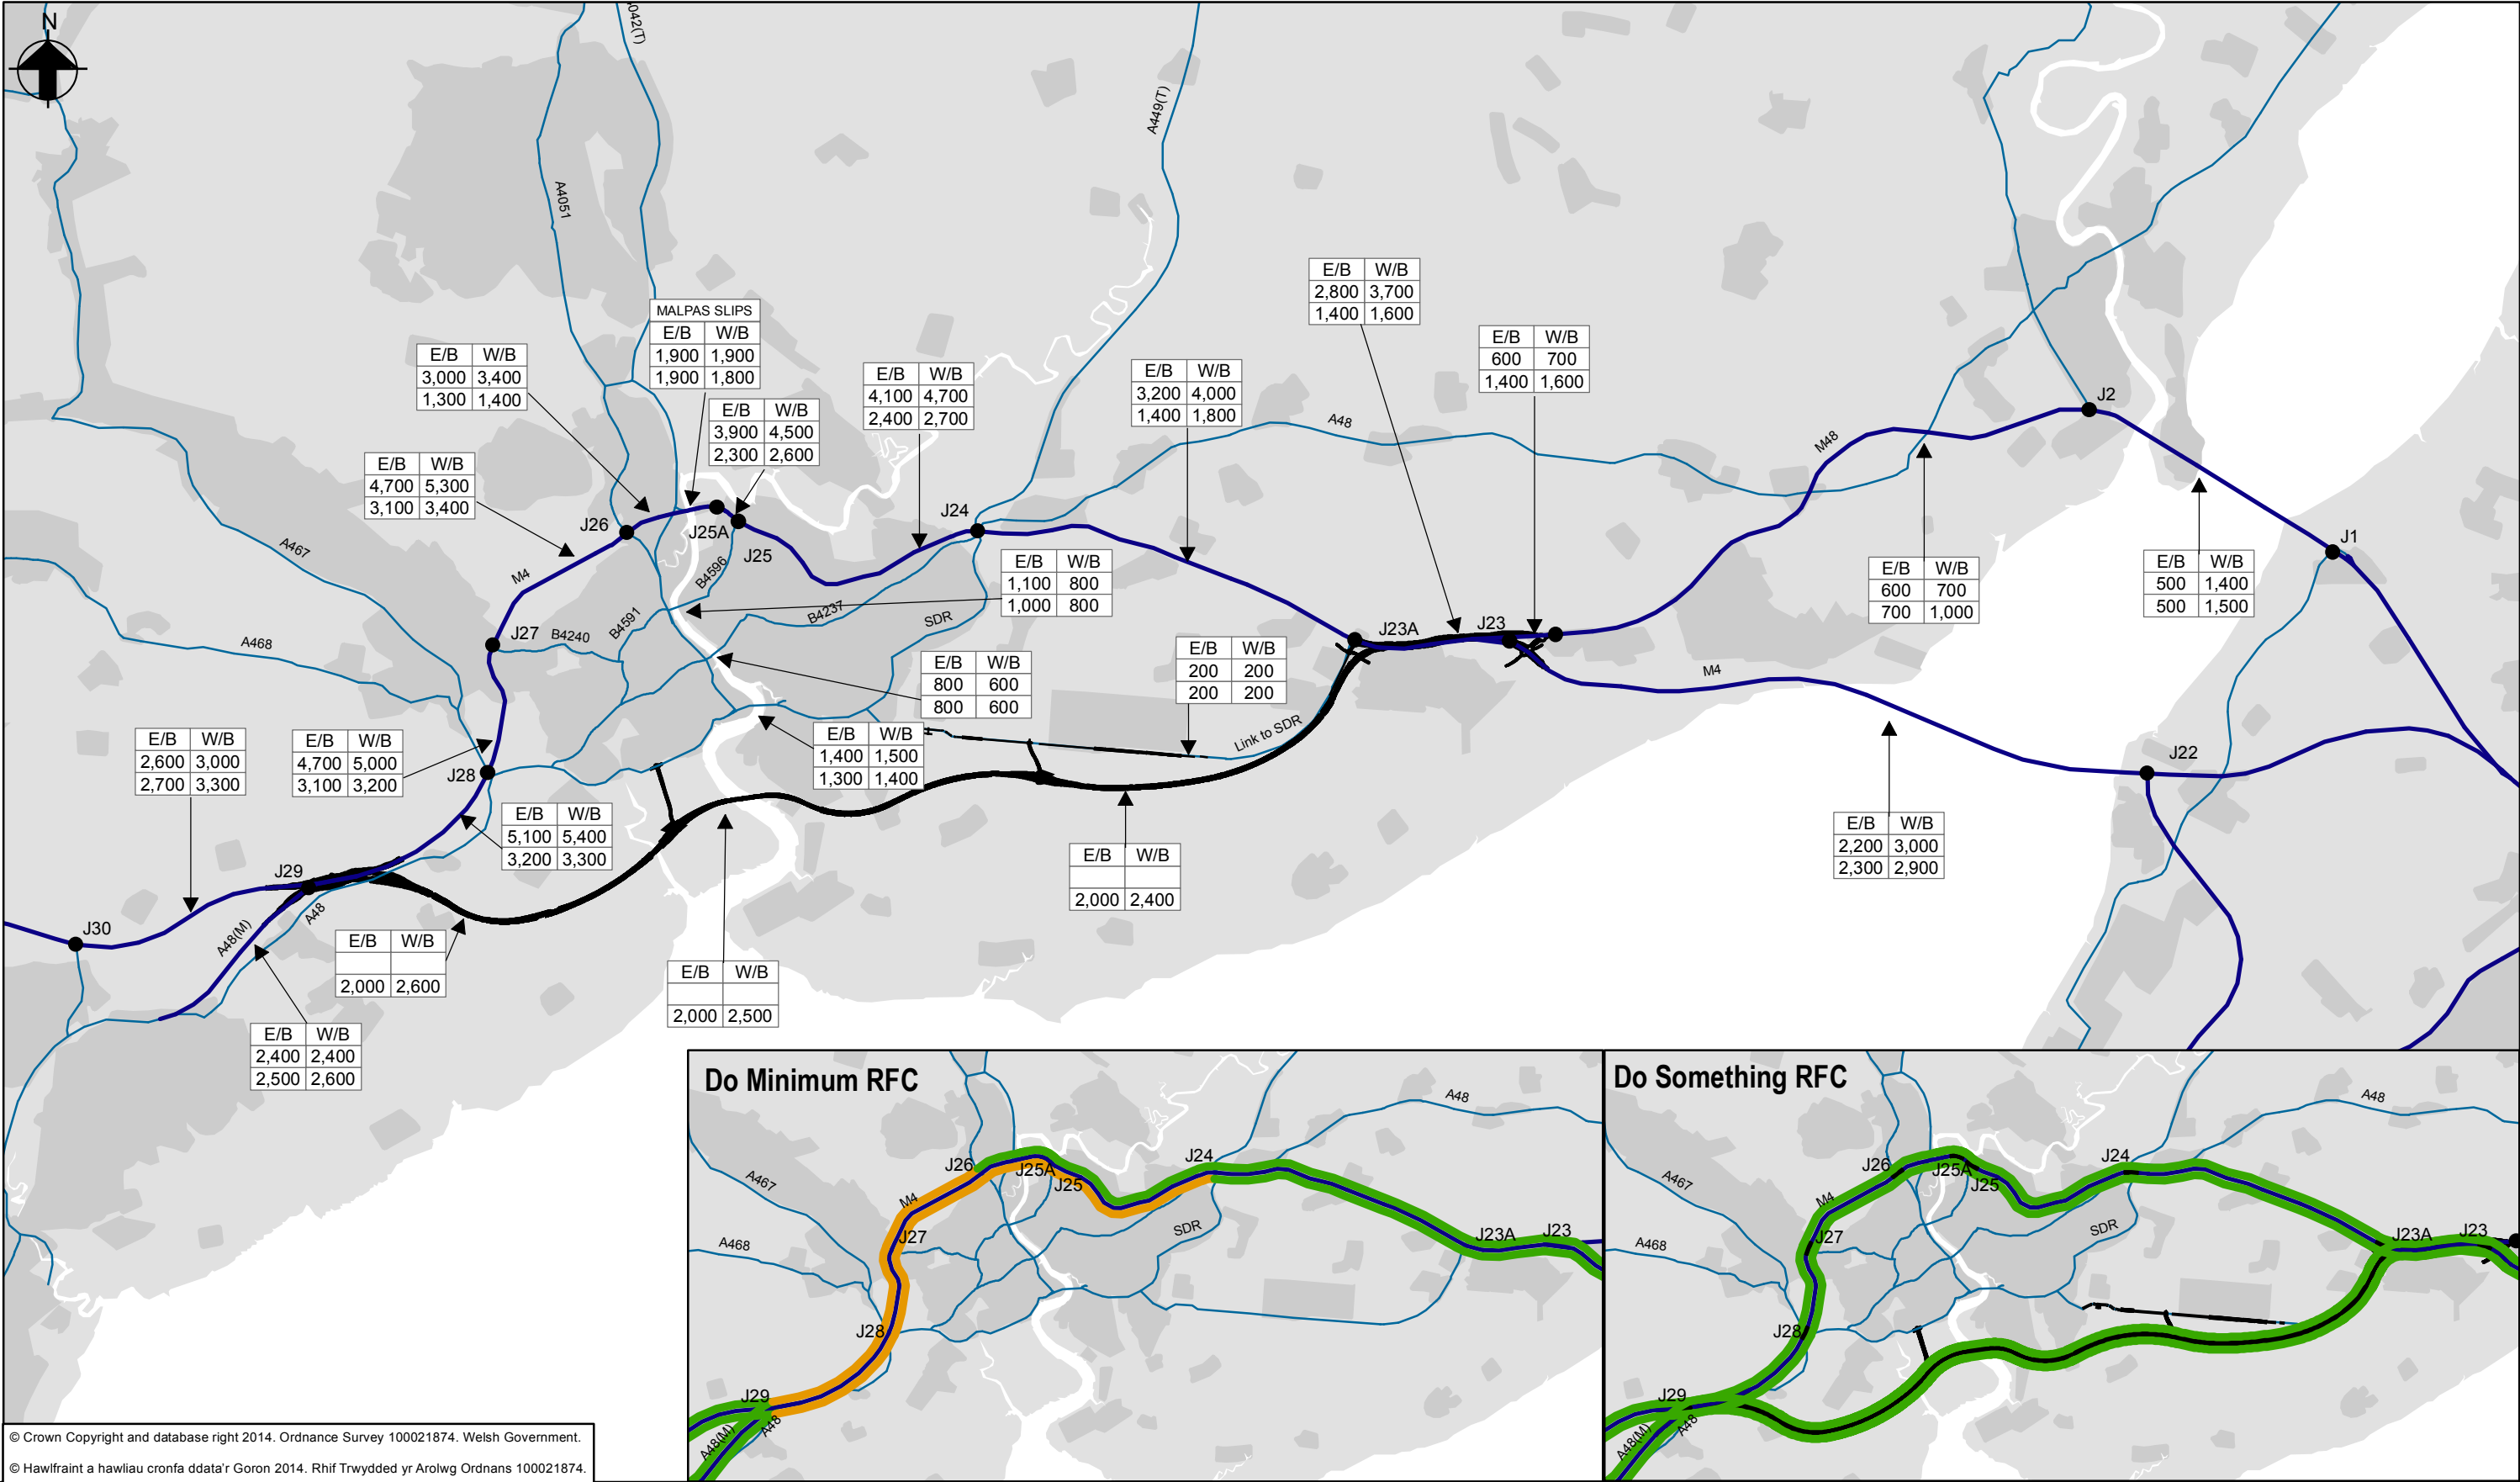 N
A4051
A449(T)
E/B W/B
2,800 3,700
1,400 1,600
MALPAS SLIPS
E/B W/B
1,900 1,900
1,900 1,800
E/B W/B
600 700
1,400 1,600
E/B W/B
3,000 3,400
1,300 1,400
E/B W/B
4,100 4,700
2,400 2,700
E/B W/B
3,200 4,000
1,400 1,800
E/B W/B
3,900 4,500
2,300 2,600
A48
J2
M48
E/B W/B
4,700 5,300
3,100 3,400
J26
J25A
J25
J24
J1
A467
M4
B4596
E/B W/B
1,100 800
1,000 800
E/B W/B
600 700
700 1,000
E/B W/B
500 1,400
500 1,500
B4237
SDR
J27
B4240
B4591
A468
J23A
J23
M4
E/B W/B
800 600
800 600
E/B W/B
200 200
200 200
Link to SDR
E/B W/B
2,600 3,000
2,700 3,300
E/B W/B
4,700 5,000
3,100 3,200
J28
E/B W/B
1,400 1,500
1,300 1,400
J22
E/B W/B
5,100 5,400
3,200 3,300
E/B W/B
2,200 3,000
2,300 2,900
E/B W/B
2,000 2,400
J29
A48(M)
A48
J30
E/B W/B
2,000 2,600
E/B W/B
2,000 2,500
E/B W/B
2,400 2,400
2,500 2,600
Do Minimum RFC
A48
J26
J25A
J25
J24
A467
M4
J27
SDR
A468
J23A
J23
J28
J29
A48(M)
A48
Do Something RFC
A48
J26
J25A
J25
J24
A467
M4
J27
SDR
A468
J23A
J23
J28
J29
A48(M)
A48
© Crown Copyright and database right 2014. Ordnance Survey 100021874. Welsh Government.
© Hawlfraint a hawliau cronfa ddata'r Goron 2014. Rhif Trwydded yr Arolwg Ordnans 100021874.